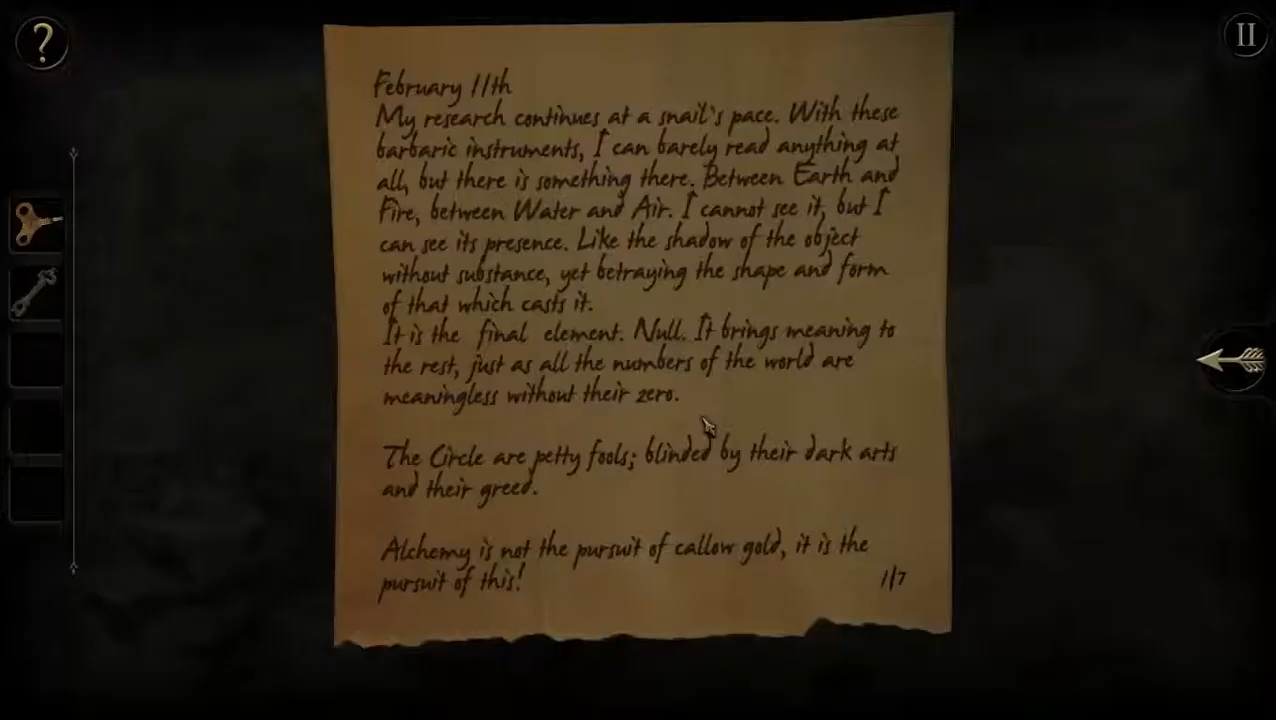 ?
II
February 11th
My research continues at a snail's pace. With these
barbaric instruments, I can barely read anything at
all, but there is something there. Between Earth and
Fire, between Water and Air. I cannot see it, but I
can see its presence. Like the shadow of the object
without substance, yet betraying the shape and form
of that which casts it.
It is the final element. Null. It brings meaning to
the rest, just as all the numbers of the world are
meaningless without their zero.
The Circle are petty fools; blinded by their dark arts
and their greed.
Alchemy is not the pursuit of callow gold, it is the
pursuit of this!
1/7